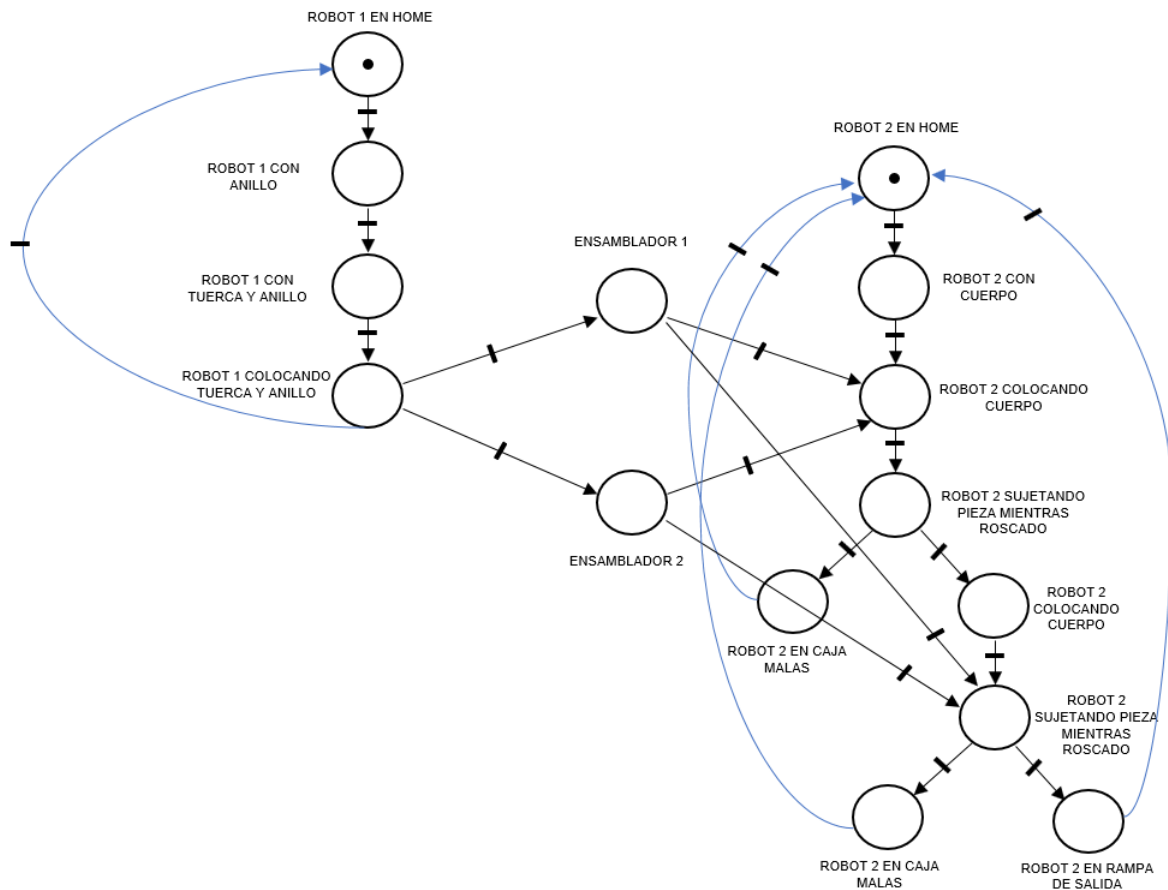 ROBOT 1 EN HOME
ROBOT 1 CON
ANILLO
ROBOT 1 CON
TUERCA Y ANILLO
ROBOT 1 COLOCANDO
TUERCA Y ANILLO
ENSAMBLADOR 1
ENSAMBLADOR 2
ROBOT 2 EN HOME
ROBOT 2 CON
CUERPO
ROBOT 2 COLOCANDO
CUERPO
ROBOT 2 SUJETANDO
PIEZA MIENTRAS
ROSCADO
ROBOT 2 EN CAJA
MALAS
ROBOT 2
COLOCANDO
CUERPO
ROBOT 2
SUJETANDO PIEZA
MIENTRAS
ROSCADO
ROBOT 2 EN CAJA
MALAS
ROBOT 2 EN RAMPA
DE SALIDA